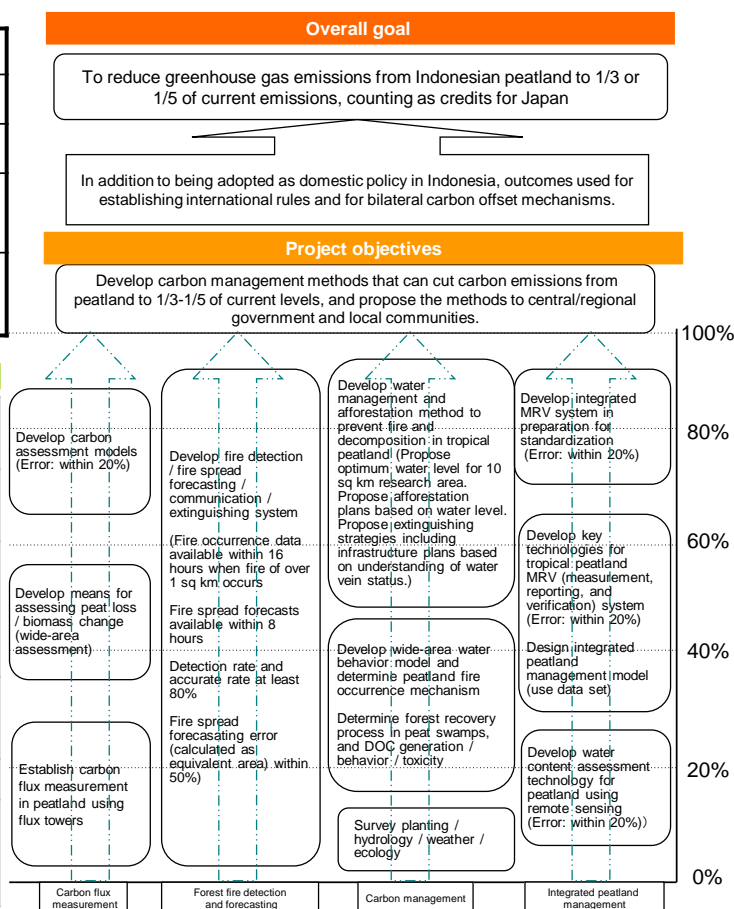 Overall goal
To reduce greenhouse gas emissions from Indonesian peatland to 1/3 or
1/5 of current emissions, counting as credits for Japan
In addition to being adopted as domestic policy in Indonesia, outcomes used for
establishing international rules and for bilateral carbon offset mechanisms.
Project objectives
Develop carbon management methods that can cut carbon emissions from
peatland to 1/3-1/5 of current levels, and propose the methods to central/regional
government and local communities.
100%
80%
60%
40%
20%
0%
Develop carbon
assessment models
(Error: within 20%)
Develop means for
assessing peat loss
/ biomass change
(wide-area
assessment)
Establish carbon
flux measurement
in peatland using
flux towers
Carbon flux
measurement
Develop fire detection
/ fire spread
forecasting /
communication /
extinguishing system
(Fire occurrence data
available within 16
hours when fire of over
1 sq km occurs
Fire spread forecasts
available within 8
hours
Detection rate and
accurate rate at least
80%
Fire spread
forecasating error
(calculated as
equivalent area) within
50%)
Forest fire detection
and forecasting
Develop water
management and
afforestation method to
prevent fire and
decomposition in tropical
peatland (Propose
optimum water level for 10
sq km research area.
Propose afforestation
plans based on water level.
Propose extinguishing
strategies including
infrastructure plans based
on understanding of water
vein status.)
Develop wide-area water
behavior model and
determine peatland fire
occurrence mechanism
Determine forest recovery
process in peat swamps,
and DOC generation /
behavior / toxicity
Survey planting /
hydrology / weather /
ecology
Carbon management
Develop integrated
MRV system in
preparation for
standardization
(Error: within 20%)
Develop key
technologies for
tropical peatland
MRV (measurement,
reporting, and
verification) system
(Error: within 20%)
Design integrated
peatland
management model
(use data set)
Develop water
content assessment
technology for
peatland using
remote sensing
(Error: within 20%)）
Integrated peatland
management